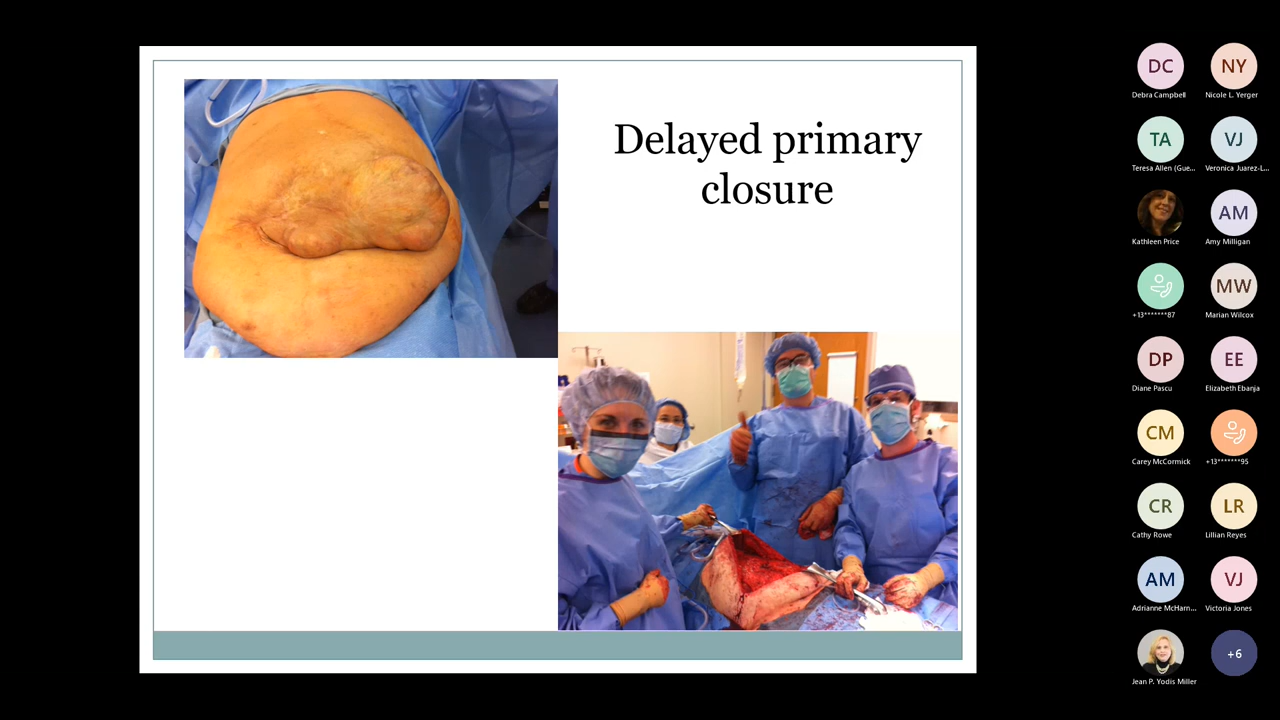 Delayed primary
closure
DC
NY
Debra Campbell
Nicole L. Yerger
TA
VJ
Teresa Allen (Gue...
Veronica Juarez-L...
AM
Kathleen Price
Amy Milligan
MW
+13*******87
Marian Wilcox
DP
EE
Diane Pascu
Elizabeth Ebanja
CM
Carey McCormick
+13*******95
CR
LR
Cathy Rowe
Lillian Reyes
AM
VJ
Adrianne McHarn...
Victoria Jones
+6
Jean P. Yodis Miller